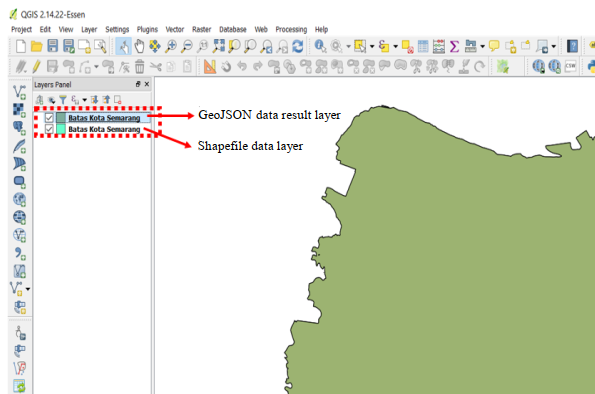 QGIS 2.14.22-Essen
Project Edit View Layer Settings Plugins Vector Raster Database Web Processing Help
Layers Panel
Batas Kota Semarang
GeoJSON data result layer
Batas Kota Semarang
Shapefile data layer
CSW